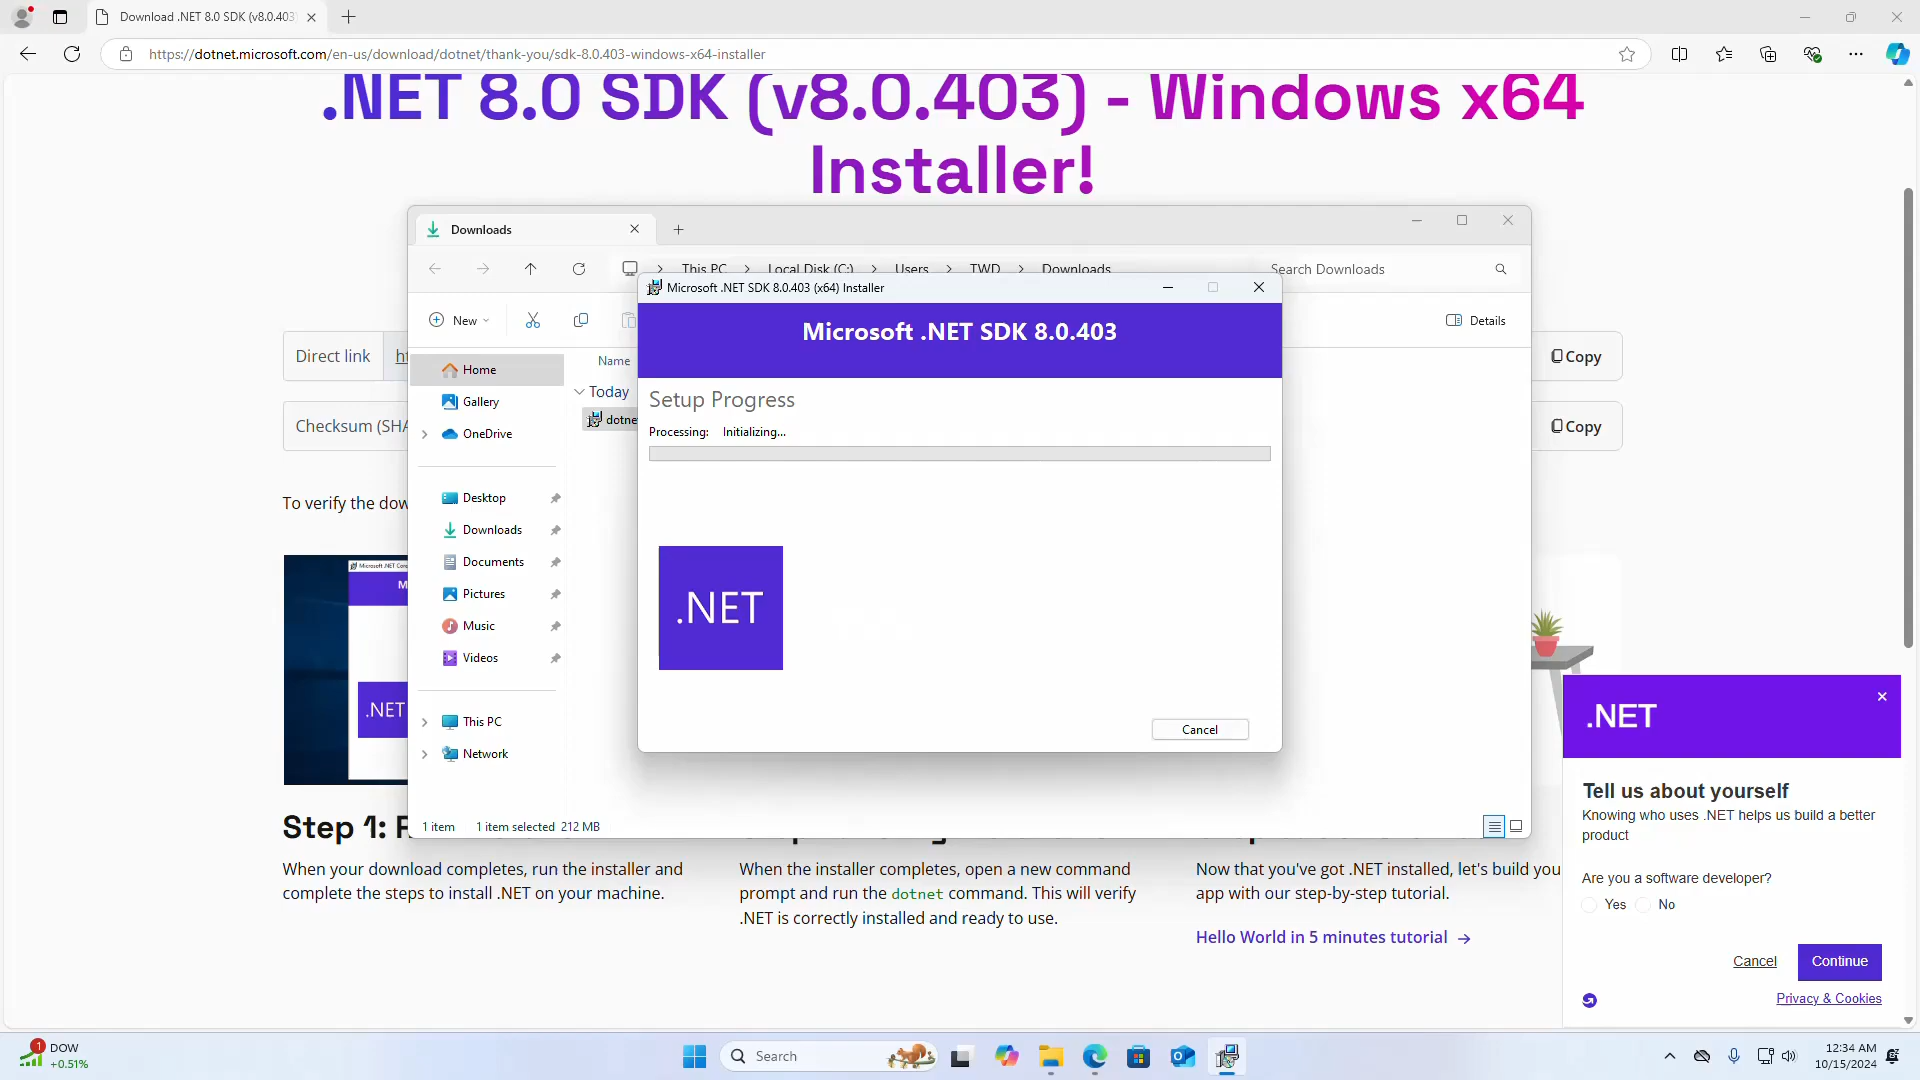 Download .NET 8.0 SDK (v8.0.403)
https://dotnet.microsoft.com/en-us/download/dotnet/thank-you/sdk-8.0.403-windows-x64-installer
.NET 8.0 SDK (v8.0.403) - Windows x64
Installer!
Downloads
This PC
Local Disk (C:)
Users
TWD
Downloads
Search Downloads
Microsoft .NET SDK 8.0.403 (x64) Installer
New
Details
Microsoft .NET SDK 8.0.403
Direct link
Copy
Name
Home
Today
Setup Progress
Gallery
Checksum (SHA
Copy
OneDrive
Processing: Initializing...
Desktop
To verify the
Downloads
Documents
Pictures
Music
Videos
.NET
.NET
This PC
Network
Cancel
.NET
Tell us about yourself
Knowing who uses .NET helps us build a better
product
Are you a software developer?
Yes
No
Cancel
Continue
Privacy & Cookies
1 item
1 item selected 212 MB
Step 1:
When your download completes, run the installer and
complete the steps to install .NET on your machine.
When the installer completes, open a new command
prompt and run the dotnet command. This will verify
.NET is correctly installed and ready to use.
Now that you've got .NET installed, let's build you
app with our step-by-step tutorial.
Hello World in 5 minutes tutorial
1
DOW
+0.51%
Search
12:34 AM
10/15/2024